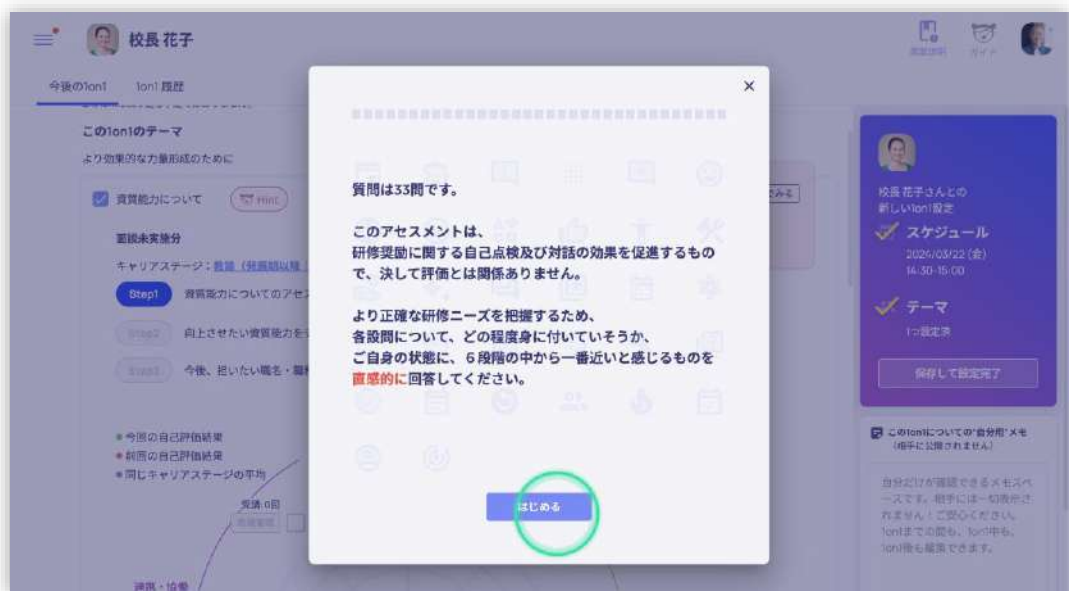 校長 花子
ガイド
今後の1on1
1on1 履歴
この1on1のテーマ
より効果的な力量形成のために
資質能力について
Hint
面談未実施分
キャリアステージ：
Step1
資質能力についてのアセス
Step2
向上させたい資質能力を
Step3
今後、担いたい職名・職
今回の自己評価結果
前回の自己評価結果
同じキャリアステージの平均
受講:0回
連携・協働
質問は33問です。
このアセスメントは、
研修奨励に関する自己点検及び対話の効果を促進するもの
で、決して評価とは関係ありません。
より正確な研修ニーズを把握するため、
各設問について、どの程度身に付いていそうか、
ご自身の状態に、６段階の中から一番近いと感じるものを
直感的に回答してください。
はじめる
校長 花子さんとの
新しい1on1設定
スケジュール
2024/03/22 (金)
14:30-15:00
テーマ
1つ設定済
保存して設定完了
この1on1についての"自分用"メモ
（相手に公開されません）
自分だけが確認できるメモスペ
ースです。相手には一切表示さ
れません！ご安心ください。
1onまでの間も、1on1中も、
1on1後も編集できます。